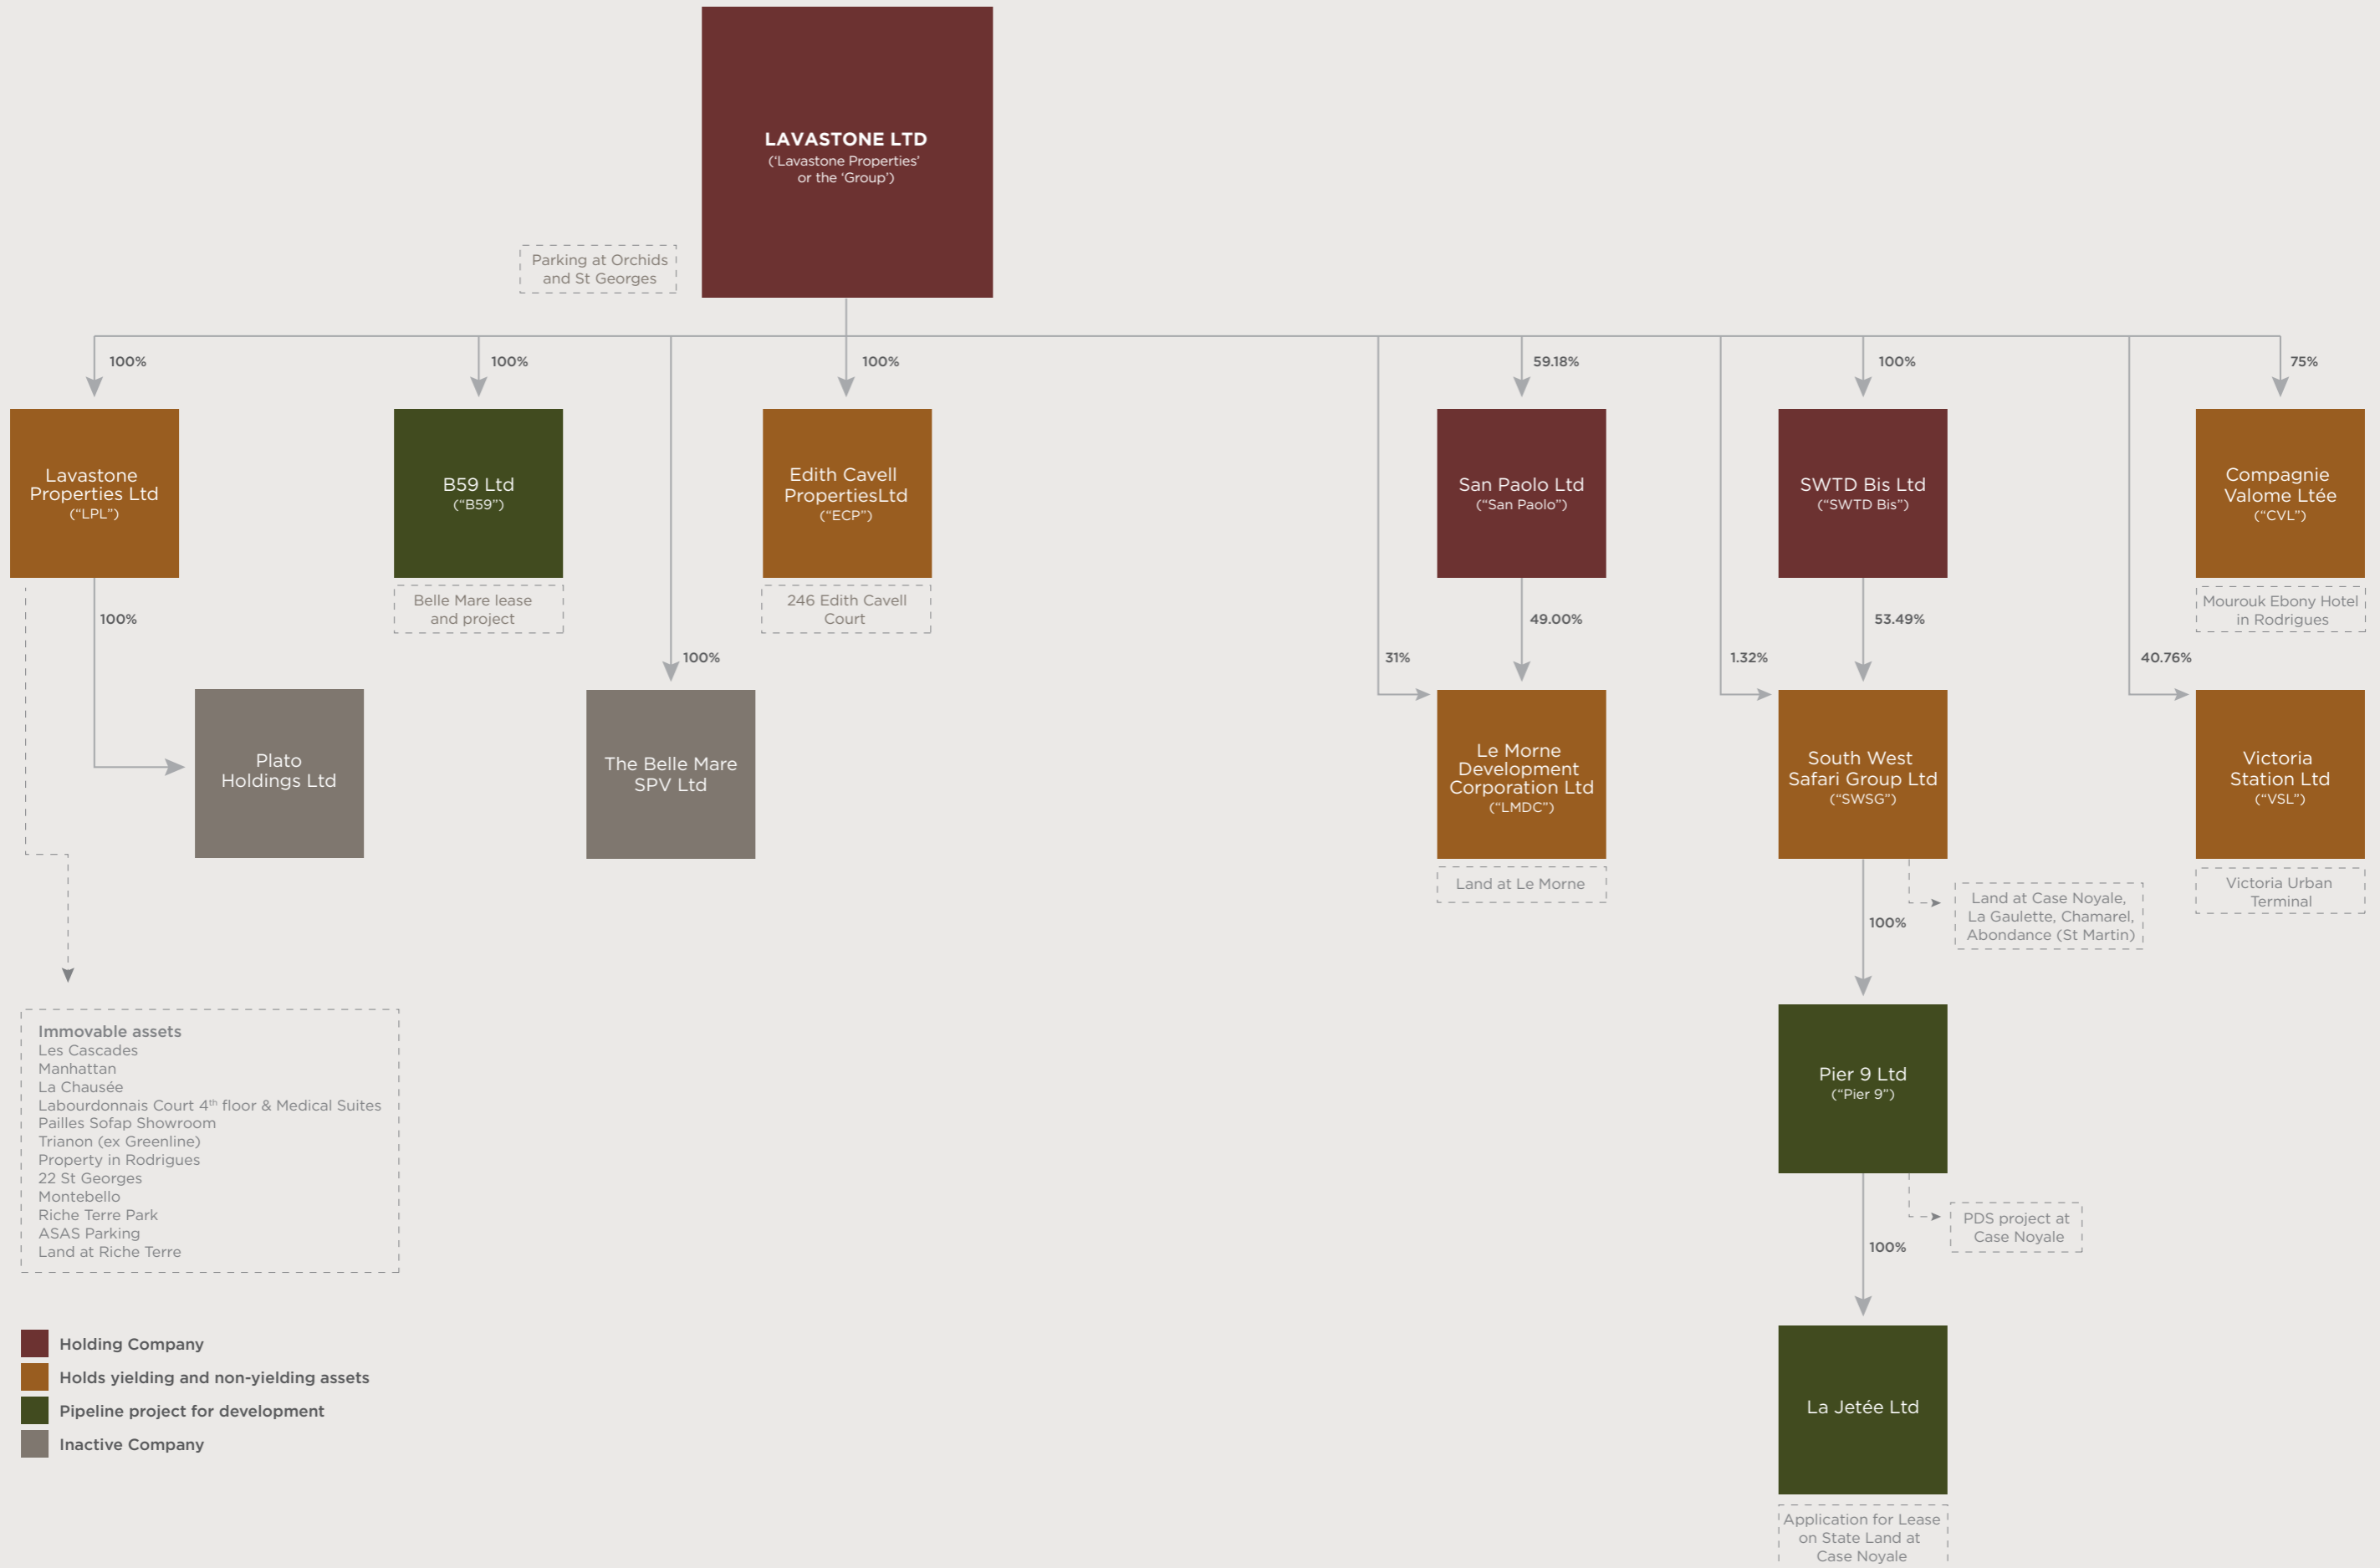 LAVASTONE LTD
(‘Lavastone Properties’
or the ‘Group’)
Parking at Orchids
and St Georges
100%
100%
100%
59.18%
100%
75%
Lavastone
Properties Ltd
(“LPL”)
B59 Ltd
(“B59”)
Edith Cavell
PropertiesLtd
(“ECP”)
San Paolo Ltd
(“San Paolo”)
SWTD Bis Ltd
(“SWTD Bis”)
Compagnie
Valome Ltée
(“CVL”)
Belle Mare lease
and project
246 Edith Cavell
Court
Mourouk Ebony Hotel
in Rodrigues
100%
49.00%
53.49%
100%
31%
1.32%
40.76%
Plato
Holdings Ltd
The Belle Mare
SPV Ltd
Le Morne
Development
Corporation Ltd
(“LMDC”)
South West
Safari Group Ltd
(“SWSG”)
Victoria
Station Ltd
(“VSL”)
Land at Le Morne
Victoria Urban
Terminal
100%
Land at Case Noyale,
La Gaulette, Chamarel,
Abondance (St Martin)
Immovable assets
Les Cascades
Manhattan
La Chausée
Labourdonnais Court 4th floor & Medical Suites
Pailles Sofap Showroom
Trianon (ex Greenline)
Property in Rodrigues
22 St Georges
Montebello
Riche Terre Park
ASAS Parking
Land at Riche Terre
Pier 9 Ltd
(“Pier 9”)
100%
PDS project at
Case Noyale
La Jetée Ltd
Application for Lease
on State Land at
Case Noyale
Holding Company
Holds yielding and non-yielding assets
Pipeline project for development
Inactive Company